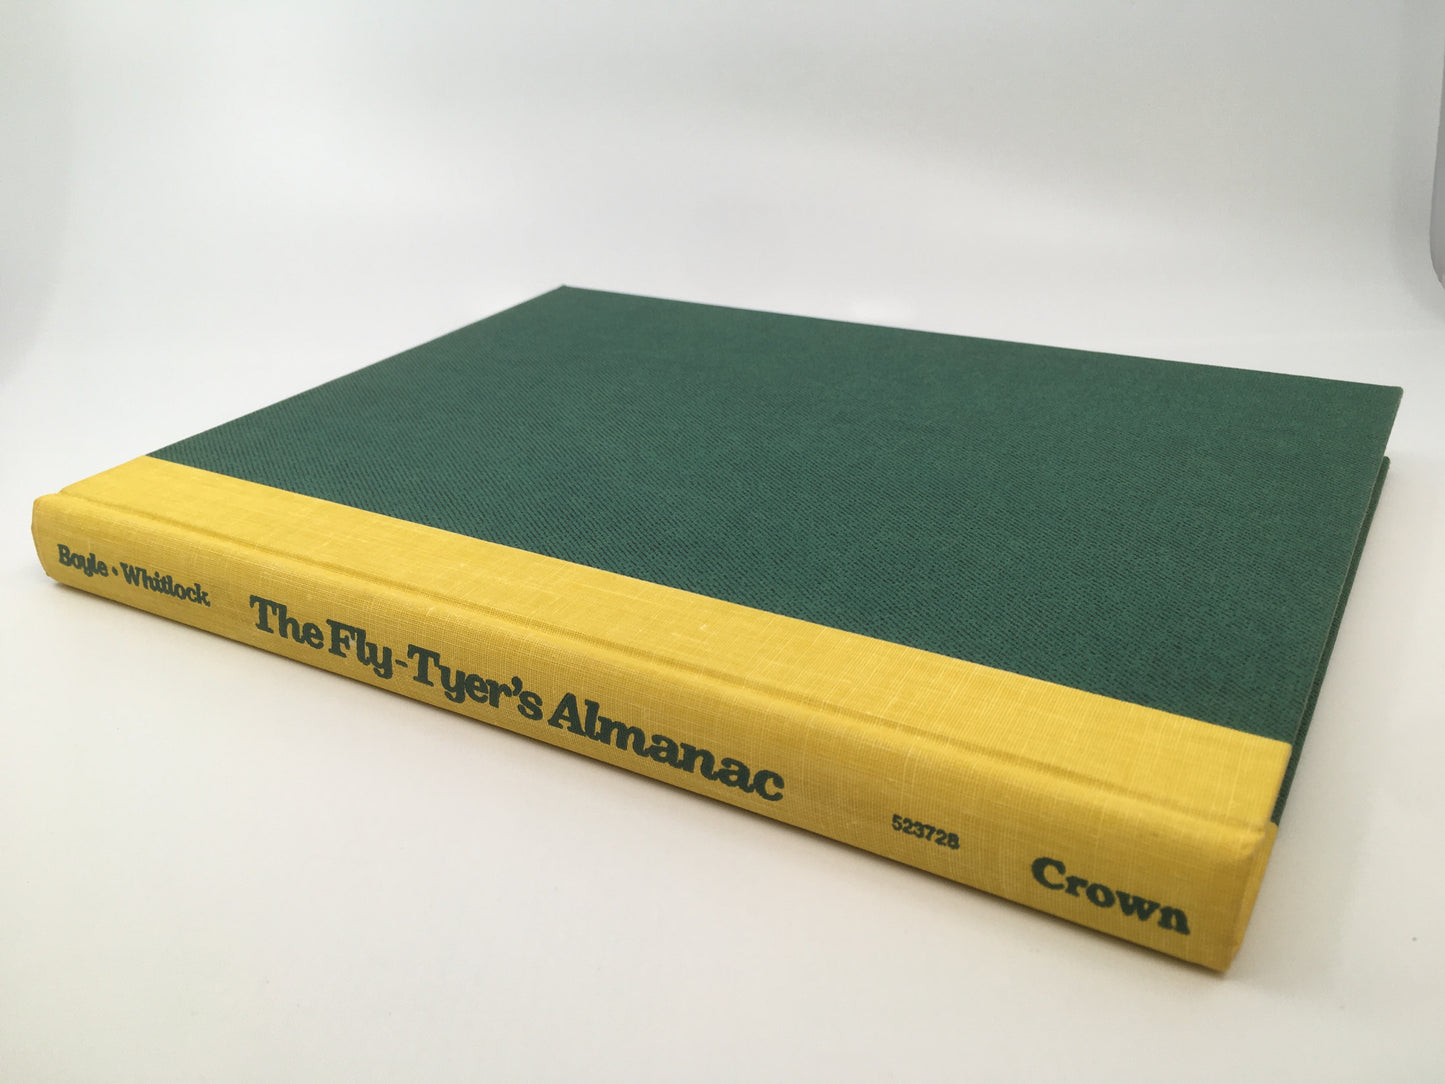 Boyle • Whitlock
The Fly-Tyer's Almanac
523728
Crown